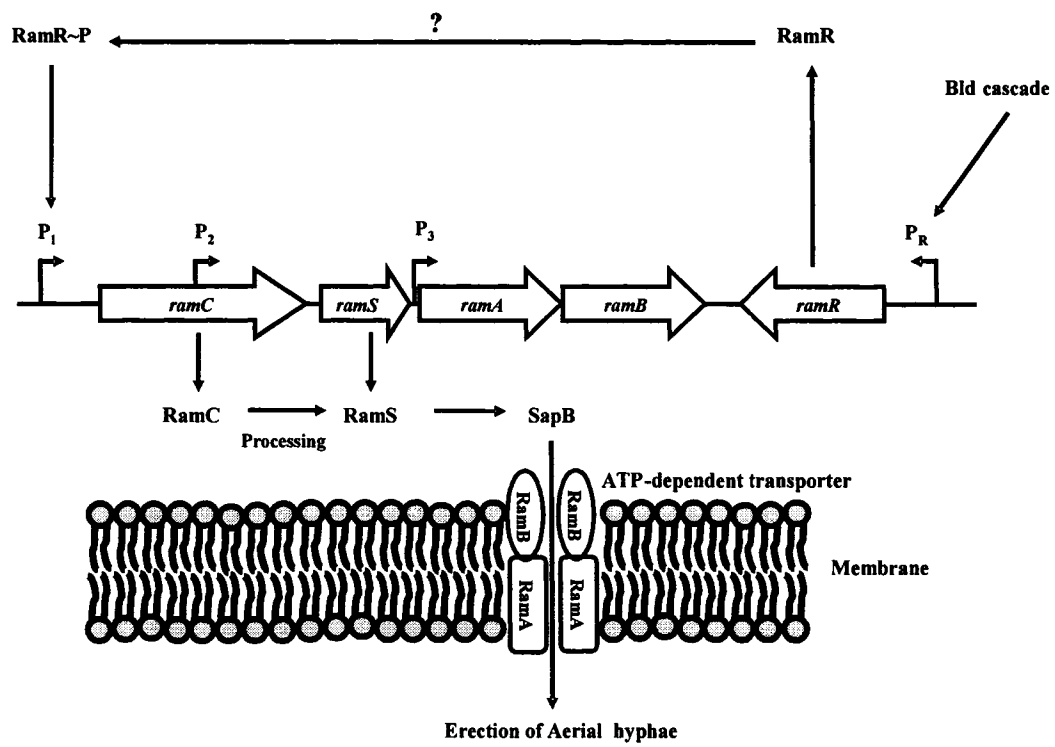 ?
RamR~P
RamR
Bld cascade
P1
P2
P3
PR
ramC
ramS
ramA
ramB
ramR
RamC
RamS
SapB
Processing
ATP-dependent transporter
RamB
RamB
RamA
RamA
Membrane
Erection of Aerial hyphae